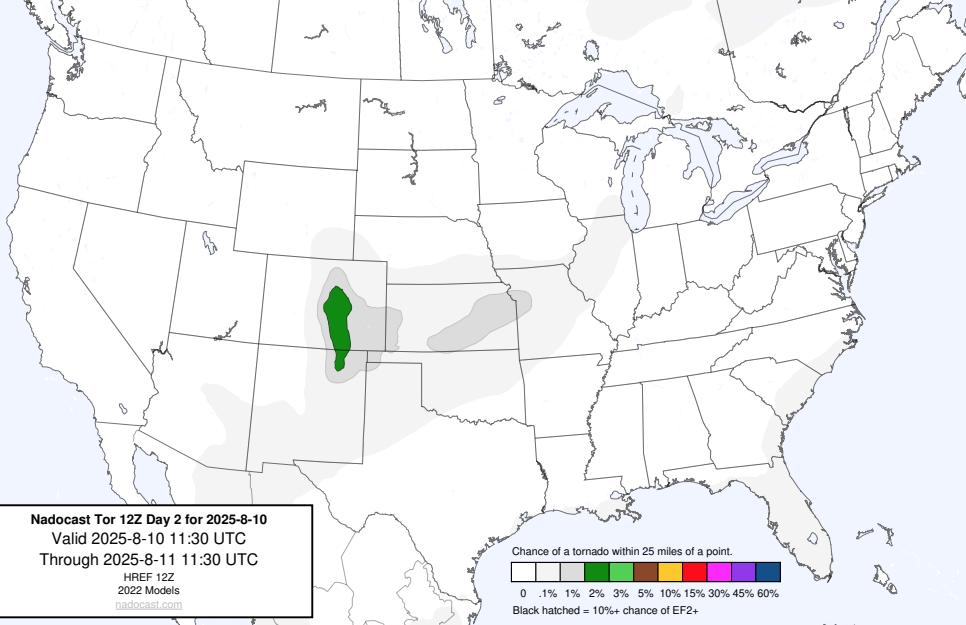 Nadocast Tor 12Z Day 2 for 2025-8-10
Valid 2025-8-10 11:30 UTC
Through 2025-8-11 11:30 UTC
HREF 12Z
2022 Models
nadocast.com
Chance of a tornado within 25 miles of a point.
0 .1% 1% 2% 3% 5% 10% 15% 30% 45% 60%
Black hatched = 10%+ chance of EF2+